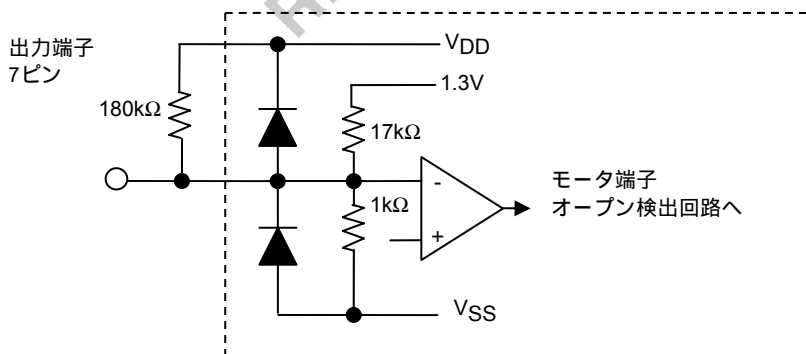 出力端子
7ピン
VDD
1.3V
180kΩ
17kΩ
1kΩ
-
+
モータ端子
オープン検出回路へ
VSS